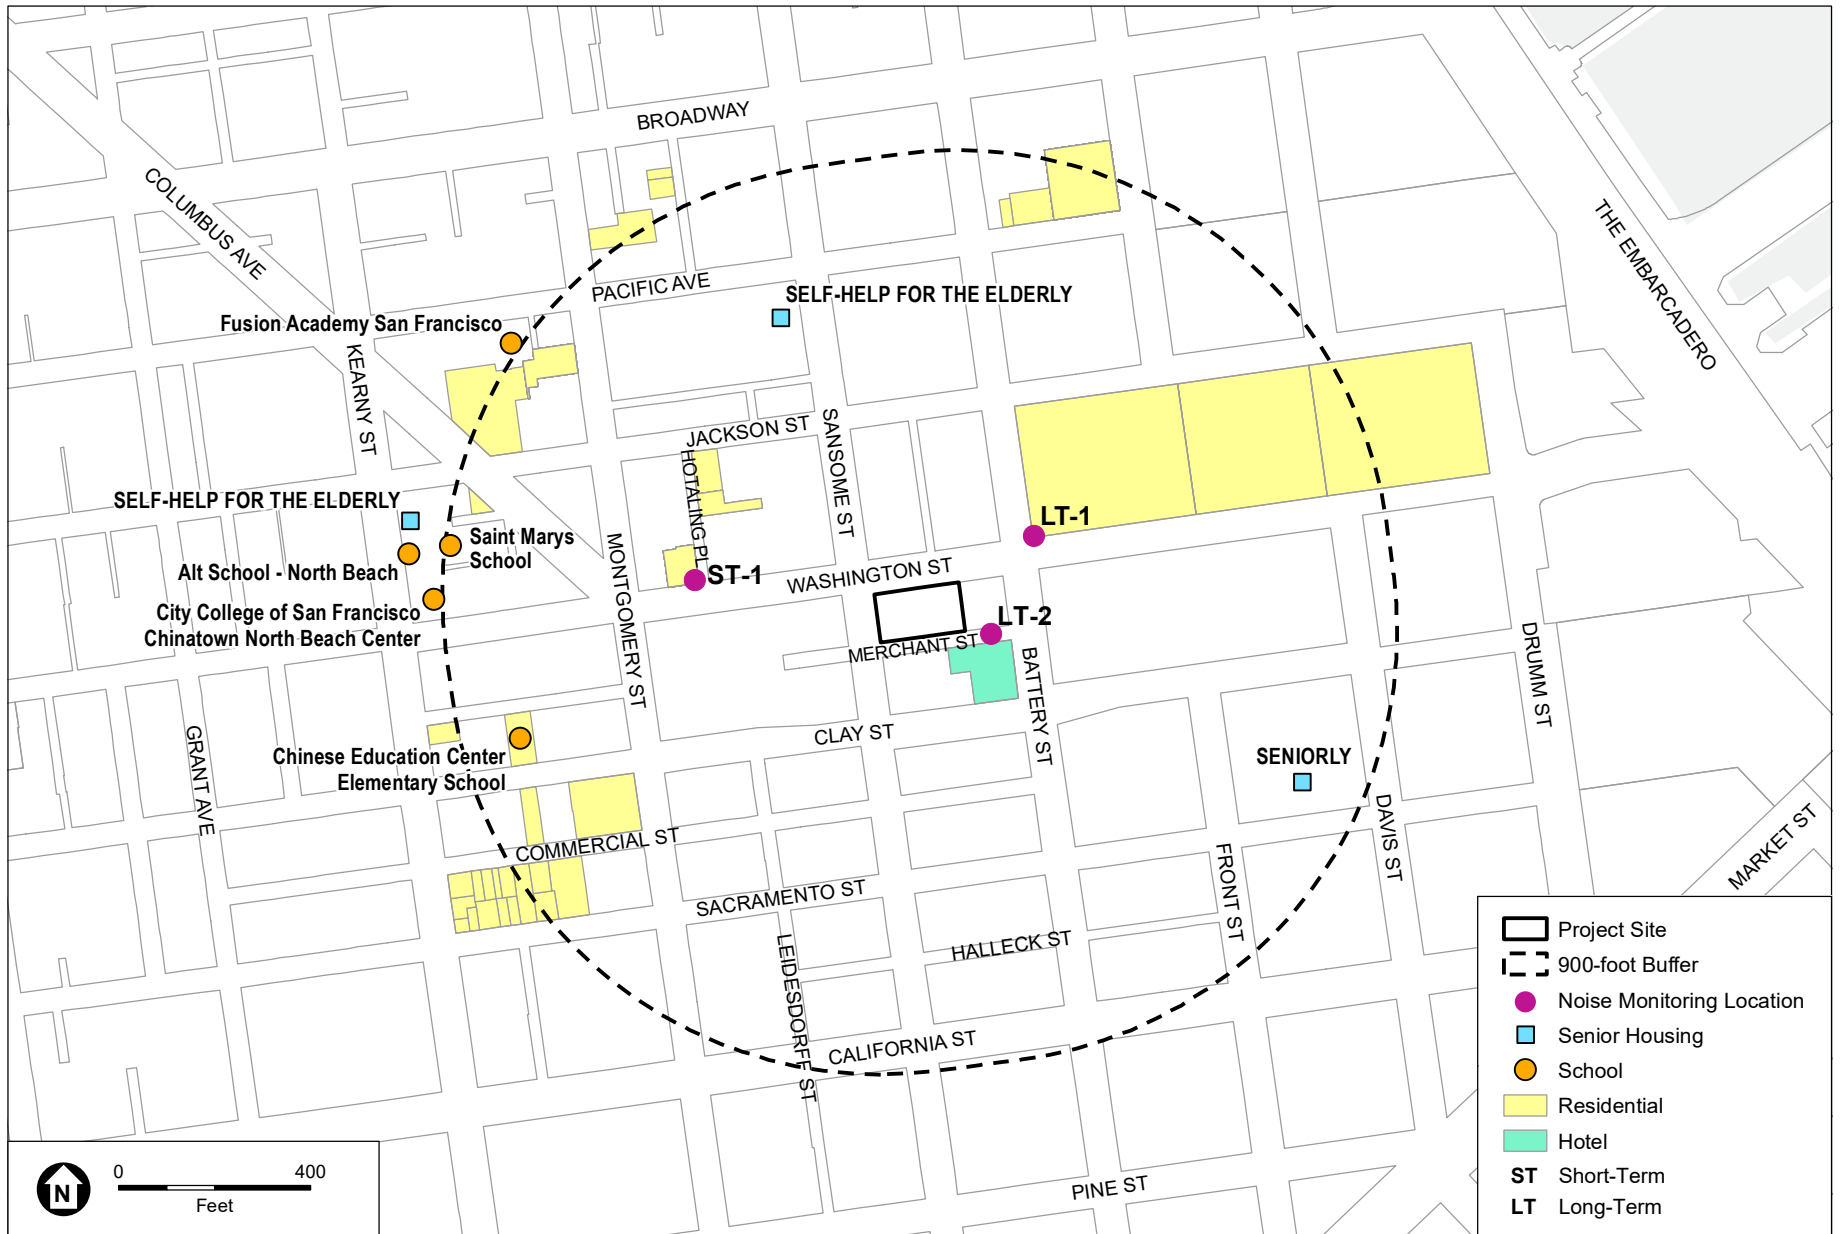 BROADWAY
COLUMBUS AVE
THE EMBARCADERO
PACIFIC AVE
SELF-HELP FOR THE ELDERLY
Fusion Academy San Francisco
KEARNY ST
JACKSON ST
SANSOME ST
HOTALING PL
SELF-HELP FOR THE ELDERLY
Saint Marys
School
LT-1
Alt School - North Beach
MONTGOMERY ST
ST-1
WASHINGTON ST
City College of San Francisco
Chinatown North Beach Center
LT-2
MERCHANT ST
BATTERY ST
DRUMM ST
GRANT AVE
CLAY ST
Chinese Education Center
Elementary School
SENIORLY
DAVIS ST
MARKET ST
COMMERCIAL ST
FRONT ST
SACRAMENTO ST
HALLECK ST
LEIDESDORFF ST
CALIFORNIA ST
PINE ST
Project Site
900-foot Buffer
Noise Monitoring Location
Senior Housing
School
Residential
Hotel
ST Short-Term
LT Long-Term
N
0 400
Feet